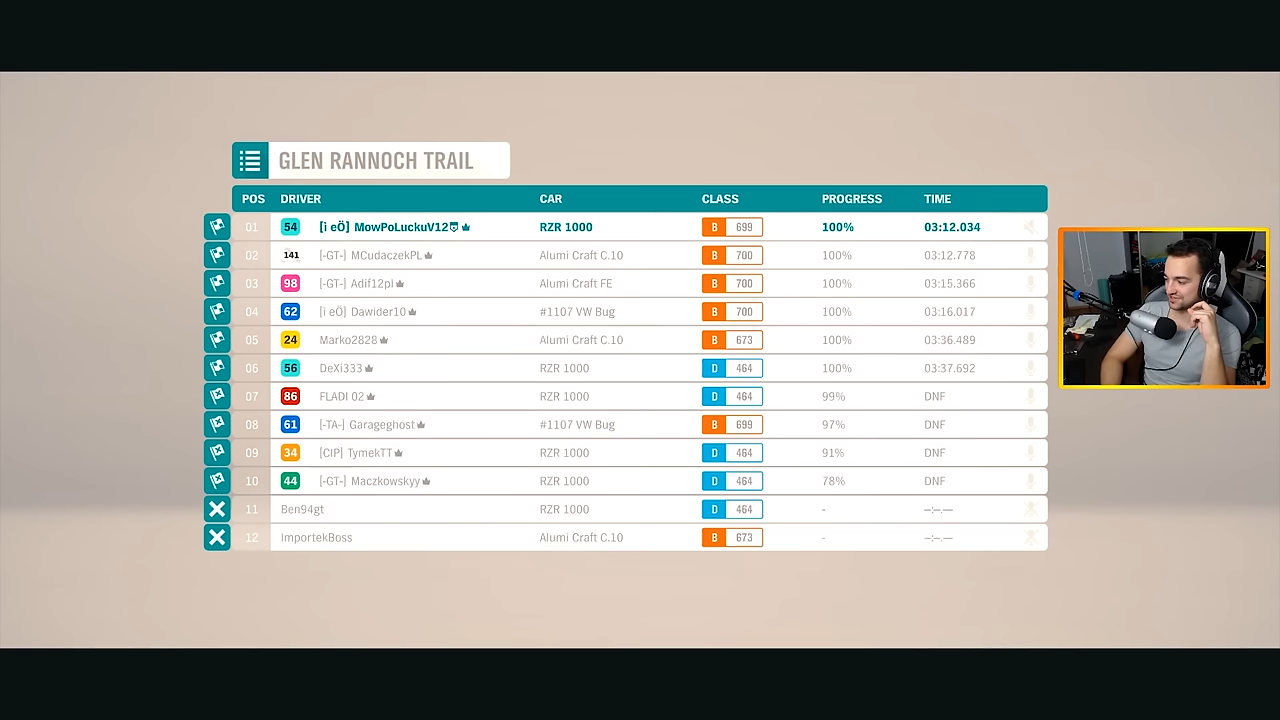 GLEN RANNOCH TRAIL
POS DRIVER CAR CLASS PROGRESS TIME
01 54 [i eÖ] MowPoLuckuV12 RZR 1000 B 699 100% 03:12.034
02 141 [-GT-] MCudaczekPL Alumi Craft C.10 B 700 100% 03:12.778
03 98 [-GT-] Adif12pi Alumi Craft FE B 700 100% 03:15.366
04 62 [i eÖ] Dawider10 #1107 VW Bug B 700 100% 03:16.017
05 24 Marko2828 Alumi Craft C.10 B 673 100% 03:36.489
06 56 DeXi333 RZR 1000 D 464 100% 03:37.692
07 86 FLADI 02 RZR 1000 D 464 99% DNF
08 61 [-TA-] Garageghost #1107 VW Bug B 699 97% DNF
09 34 [CIP] TymekTT RZR 1000 D 464 91% DNF
10 44 [-GT-] Maczkowskyy RZR 1000 D 464 78% DNF
11 Ben94gt RZR 1000 D 464 - --:--.---
12 ImportekBoss Alumi Craft C.10 B 673 - --:--.---